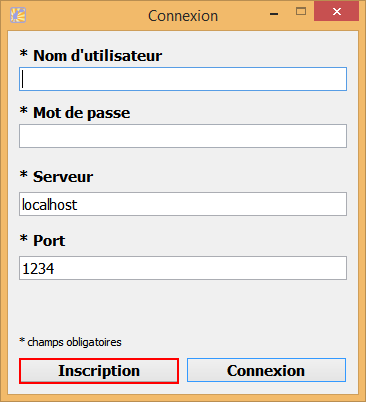 Connexion
* Nom d'utilisateur
* Mot de passe
* Serveur
localhost
* Port
1234
* champs obligatoires
Inscription Connexion